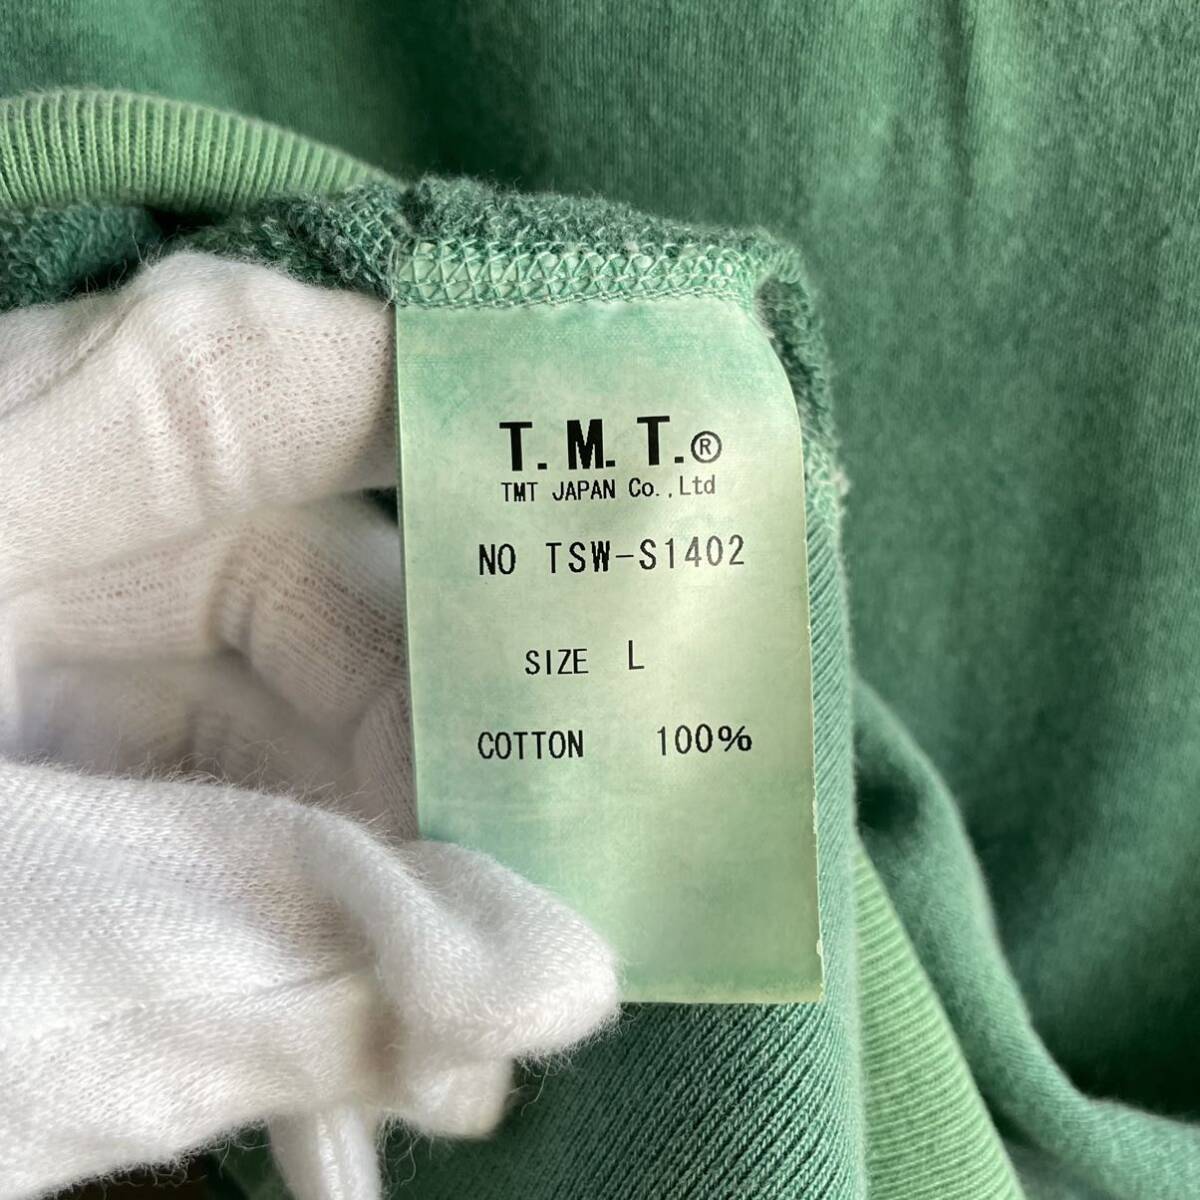 T.M.T.®
TMT JAPAN Co.,Ltd
NO TSW-S1402
SIZE L
COTTON 100%